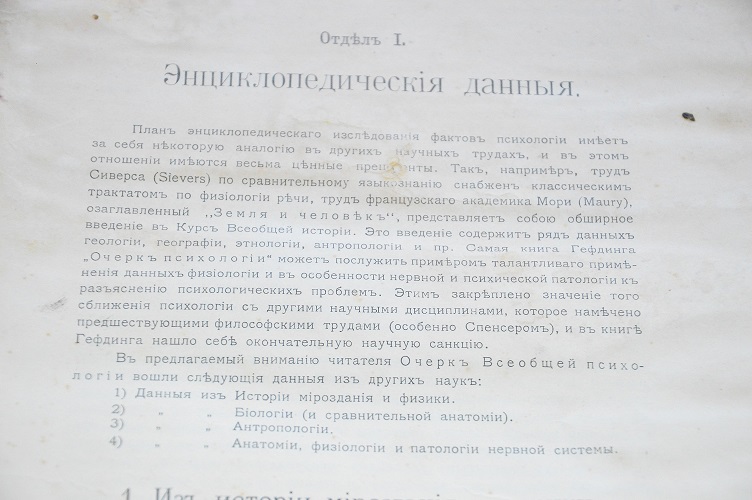 Отдѣлъ I.
Энциклопедическія данныя.
Планъ энциклопедическаго изслѣдованія фактовъ психологіи имѣетъ
за себя нѣкоторую аналогію въ другихъ научныхъ трудахъ, и въ этомъ
отношеніи имѣются весьма цѣнные прецеденты. Такъ, напримѣръ, трудъ
Сиверса (Sievers) по сравнительному языкознанію снабженъ классическимъ
трактатомъ по физіологіи рѣчи, трудъ французскаго академика Мори (Maury),
озаглавленный „Земля и человѣкъ“, представляетъ собою обширное
введеніе въ Курсъ Всеобщей исторіи. Это введеніе содержитъ рядъ данныхъ
геологіи, географіи, этнологіи, антропологіи и пр. Самая книга Гефдинга
„Очеркъ психологіи“ можетъ послужить примѣромъ талантливаго примѣ-
ненія данныхъ физіологіи и въ особенности нервной и психической патологіи къ
разъясненію психологическихъ проблемъ. Этимъ закрѣплено значеніе того
сближенія психологіи съ другими научными дисциплинами, которое намѣчено
предшествующими философскими трудами (особенно Спенсеромъ), и въ книгѣ
Гефдинга нашло себѣ окончательную научную санкцію.
Въ предлагаемый вниманію читателя Очеркъ Всеобщей психо-
логіи вошли слѣдующія данныя изъ другихъ наукъ:
1) Данныя изъ Исторіи мірозданія и физики.
2) „ „ Біологіи (и сравнительной анатоміи).
3) „ „ Антропологіи.
4) „ „ Анатоміи, физіологіи и патологіи нервной системы.
1. Изъ исторіи мірозданія